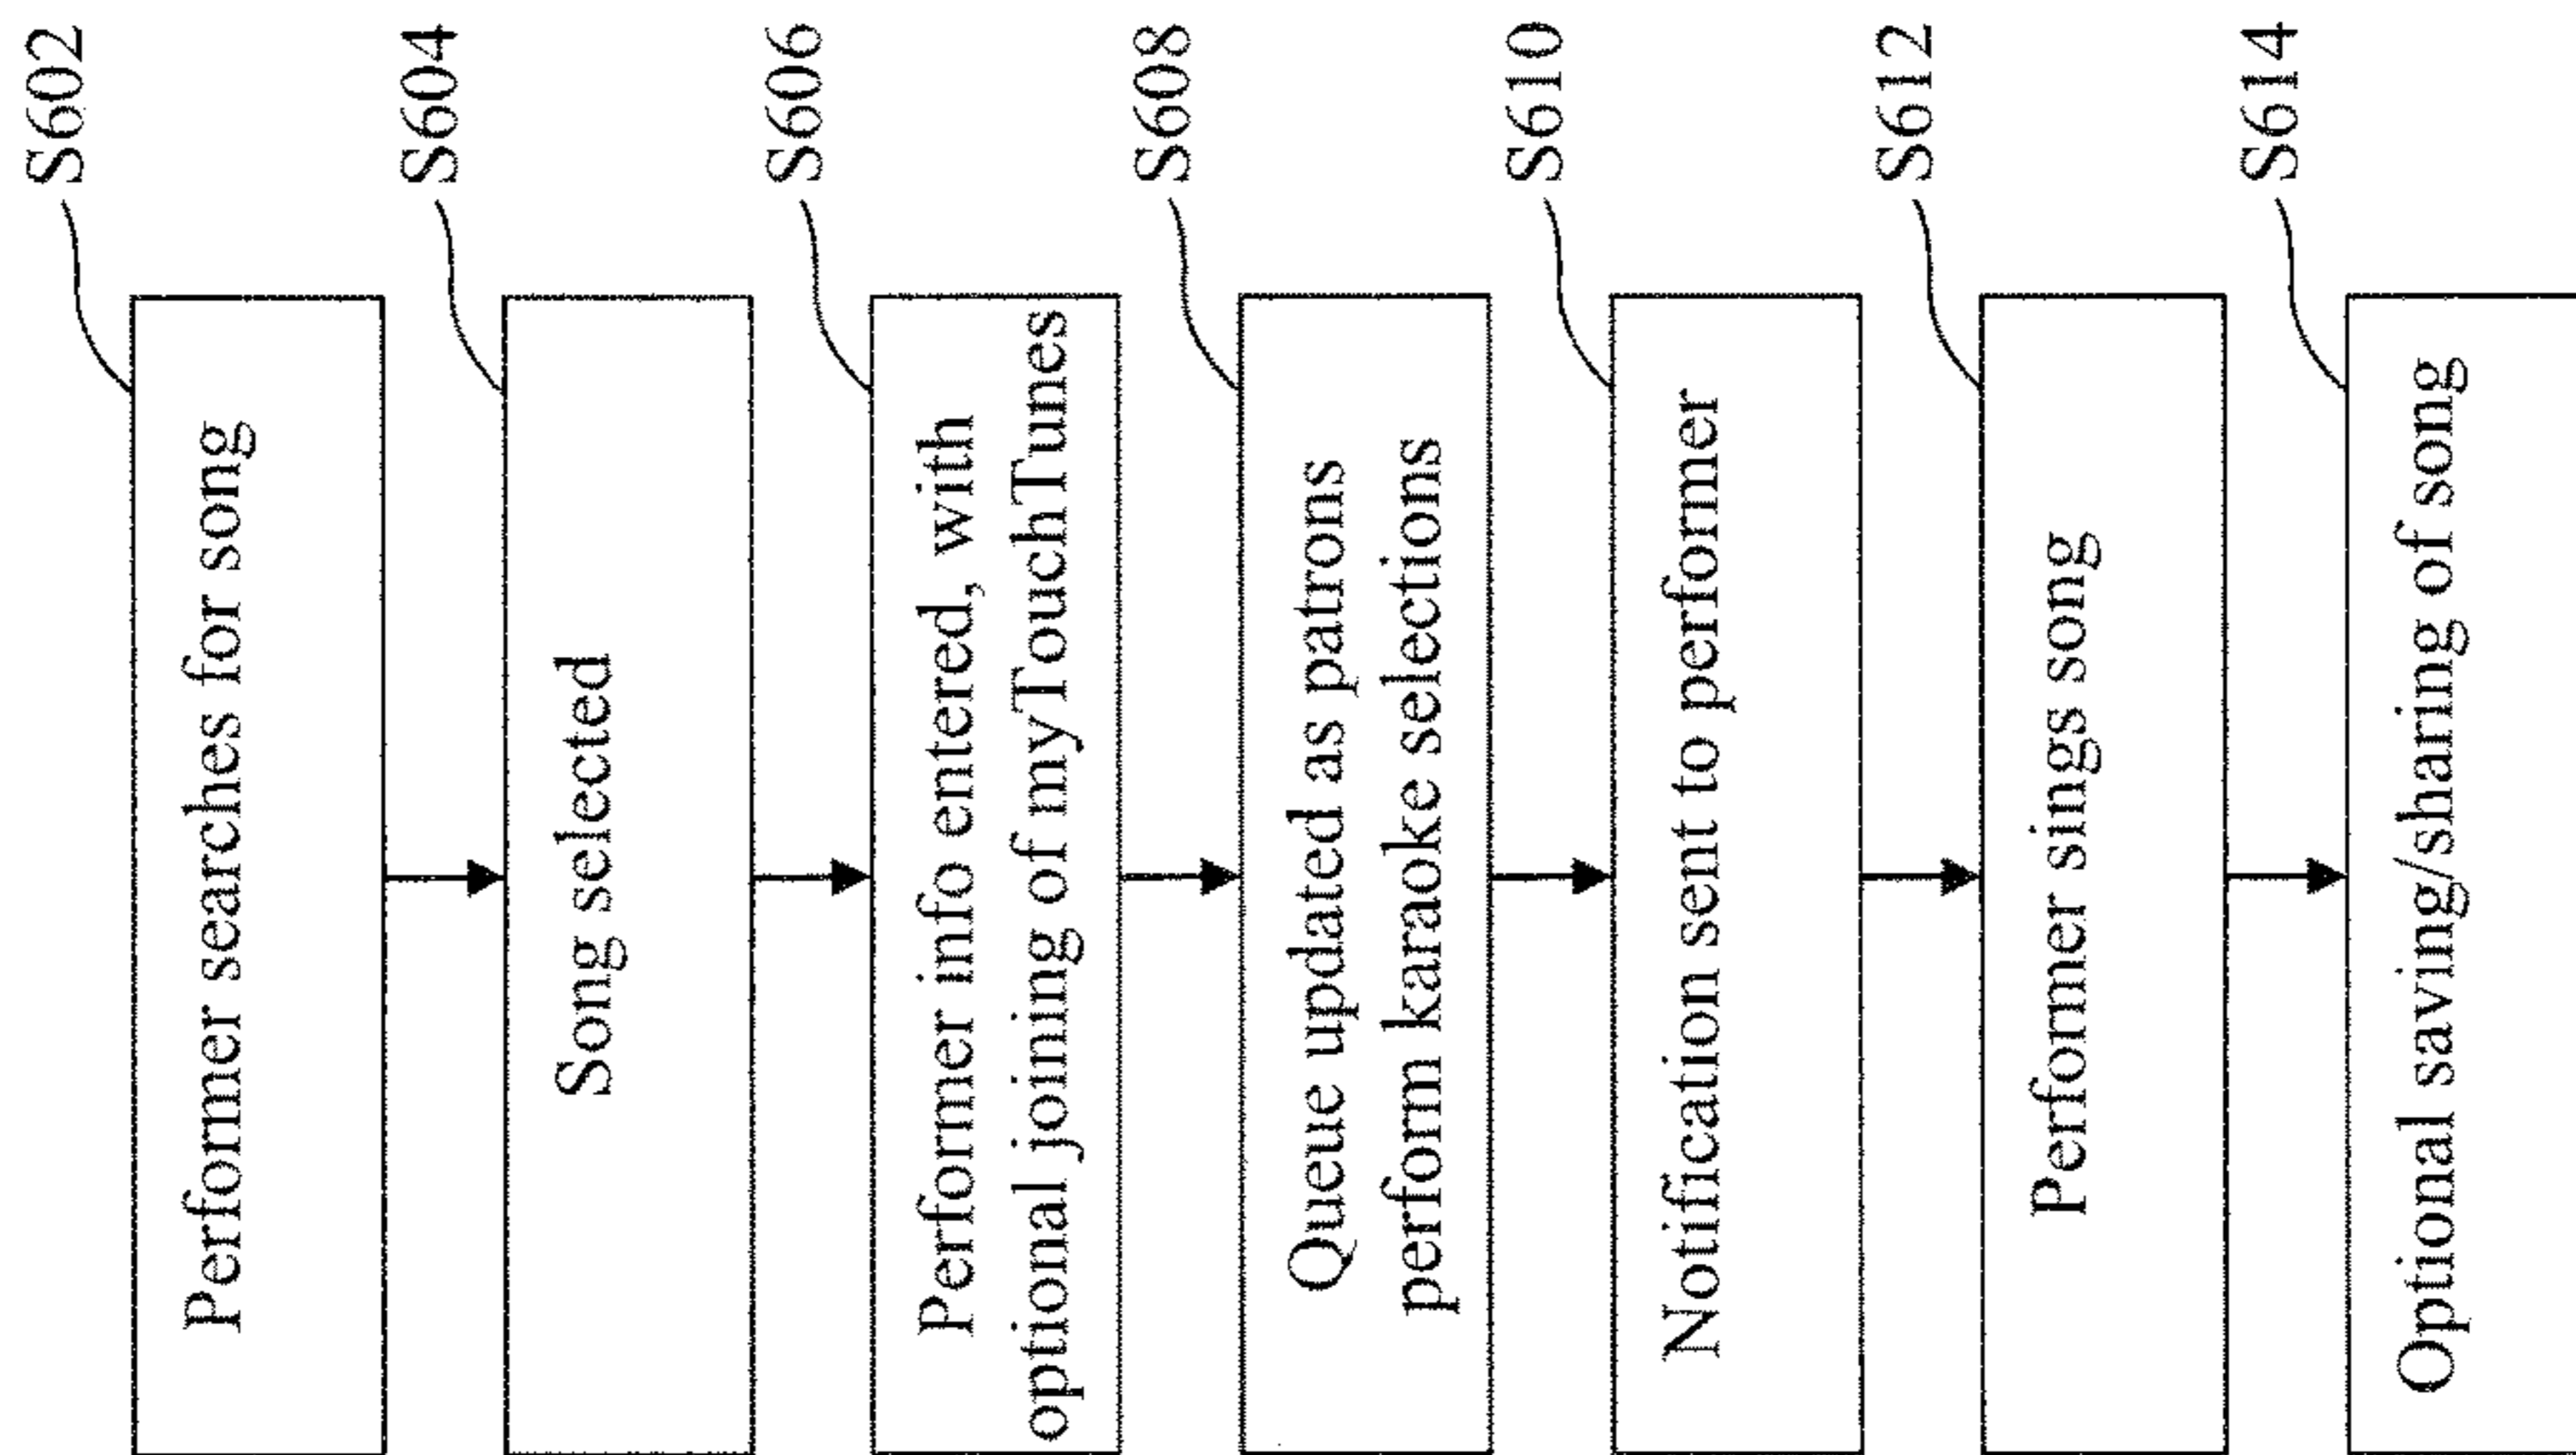 S602
Performer searches for song
S604
Song selected
S606
Performer info entered, with
optional joining of myTouchTunes
S608
Queue updated as patrons
perform karaoke selections
S610
Notification sent to performer
S612
Performer sings song
S614
Optional saving/sharing of song